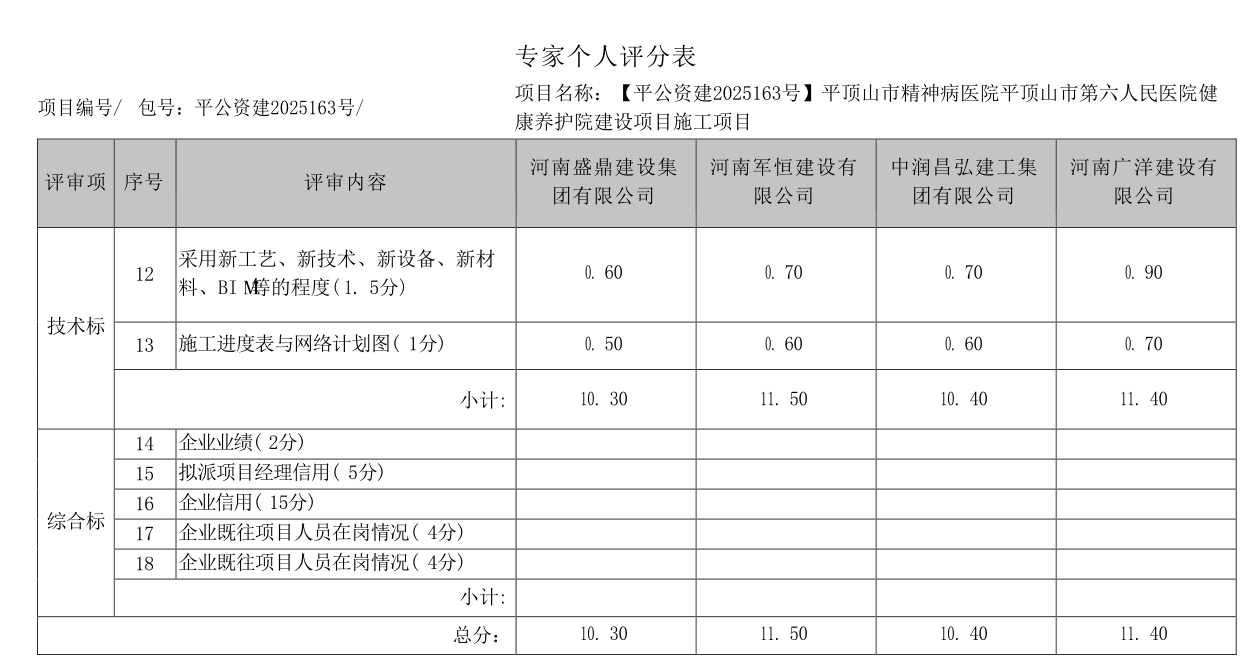 专家个人评分表
项目编号/ 包号：平公资建2025163号/
项目名称：【平公资建2025163号】平顶山市精神病医院平顶山市第六人民医院健
康养护院建设项目施工项目
评审项 序号 评审内容 河南盛鼎建设集团有限公司 河南军恒建设有限公司 中润昌弘建工集团有限公司 河南广洋建设有限公司
技术标
12 采用新工艺、新技术、新设备、新材
料、BIM等的程度(1.5分) 0.60 0.70 0.70 0.90
13 施工进度表与网络计划图(1分) 0.50 0.60 0.60 0.70
小计: 10.30 11.50 10.40 11.40
综合标
14 企业业绩(2分)
15 拟派项目经理信用(5分)
16 企业信用(15分)
17 企业既往项目人员在岗情况(4分)
18 企业既往项目人员在岗情况(4分)
小计:
总分： 10.30 11.50 10.40 11.40